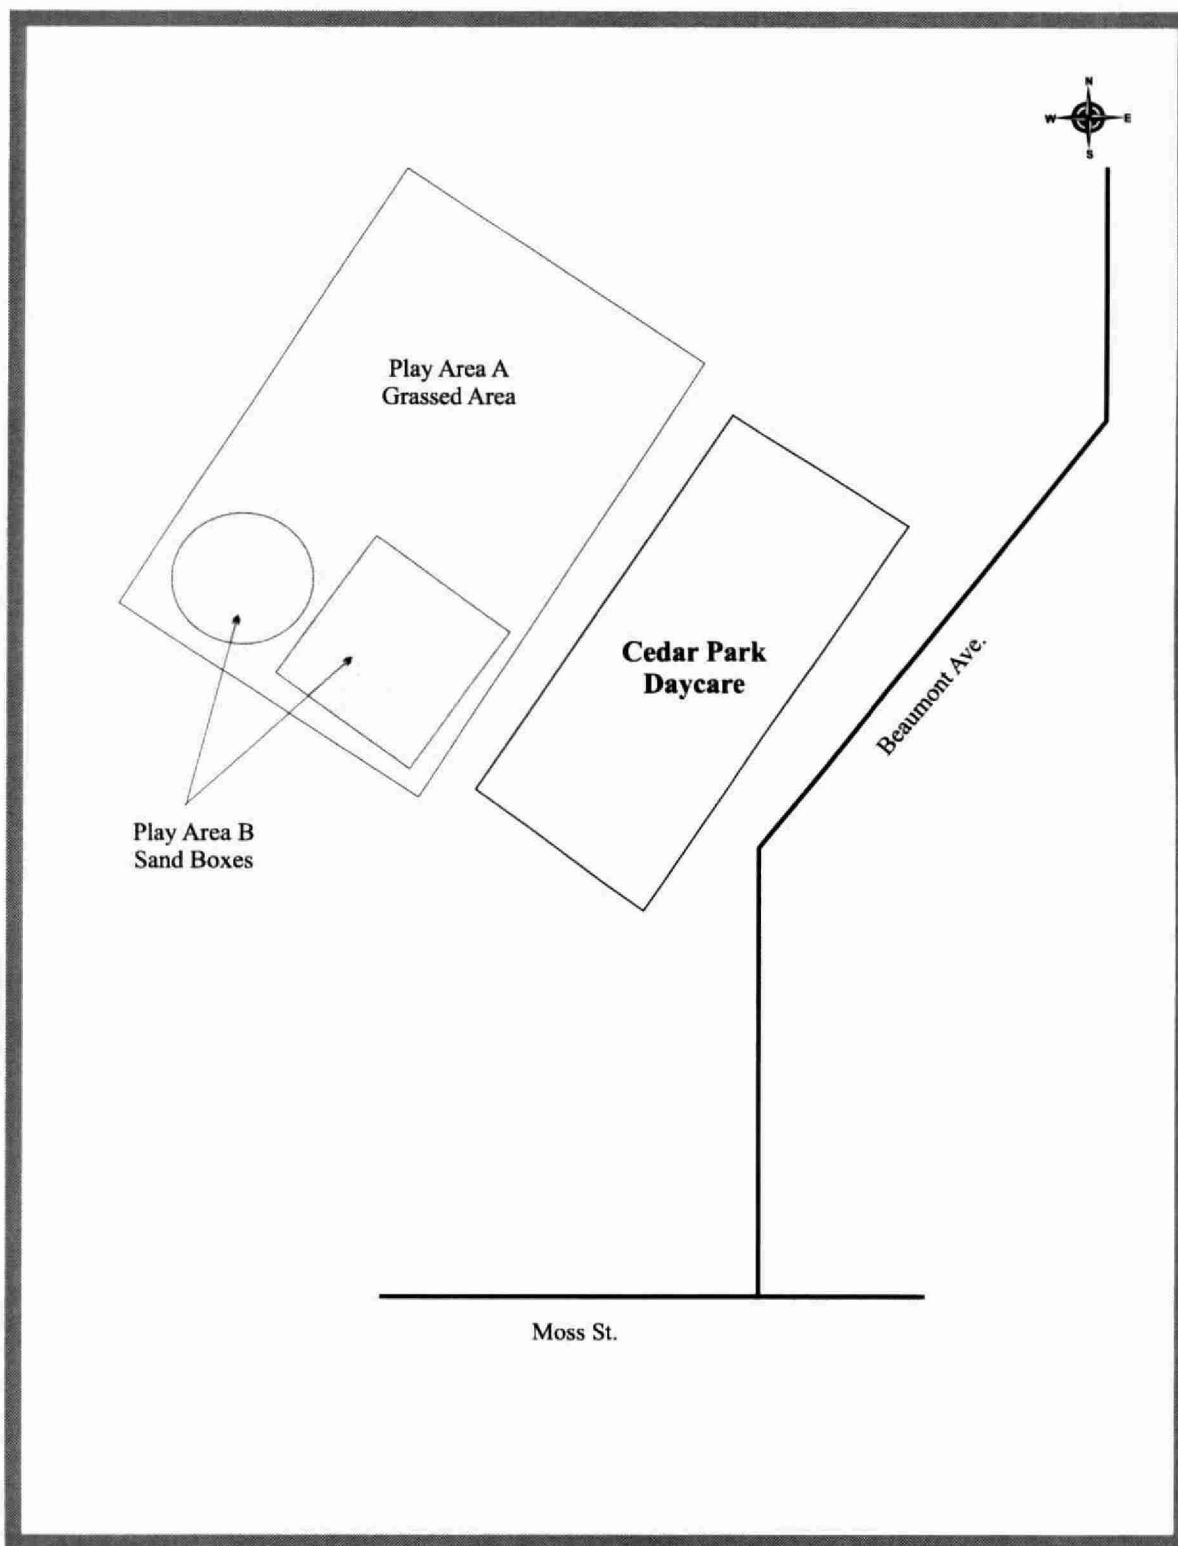 N
W E
S
Play Area A
Grassed Area
Cedar Park
Daycare
Beaumont Ave.
Play Area B
Sand Boxes
Moss St.